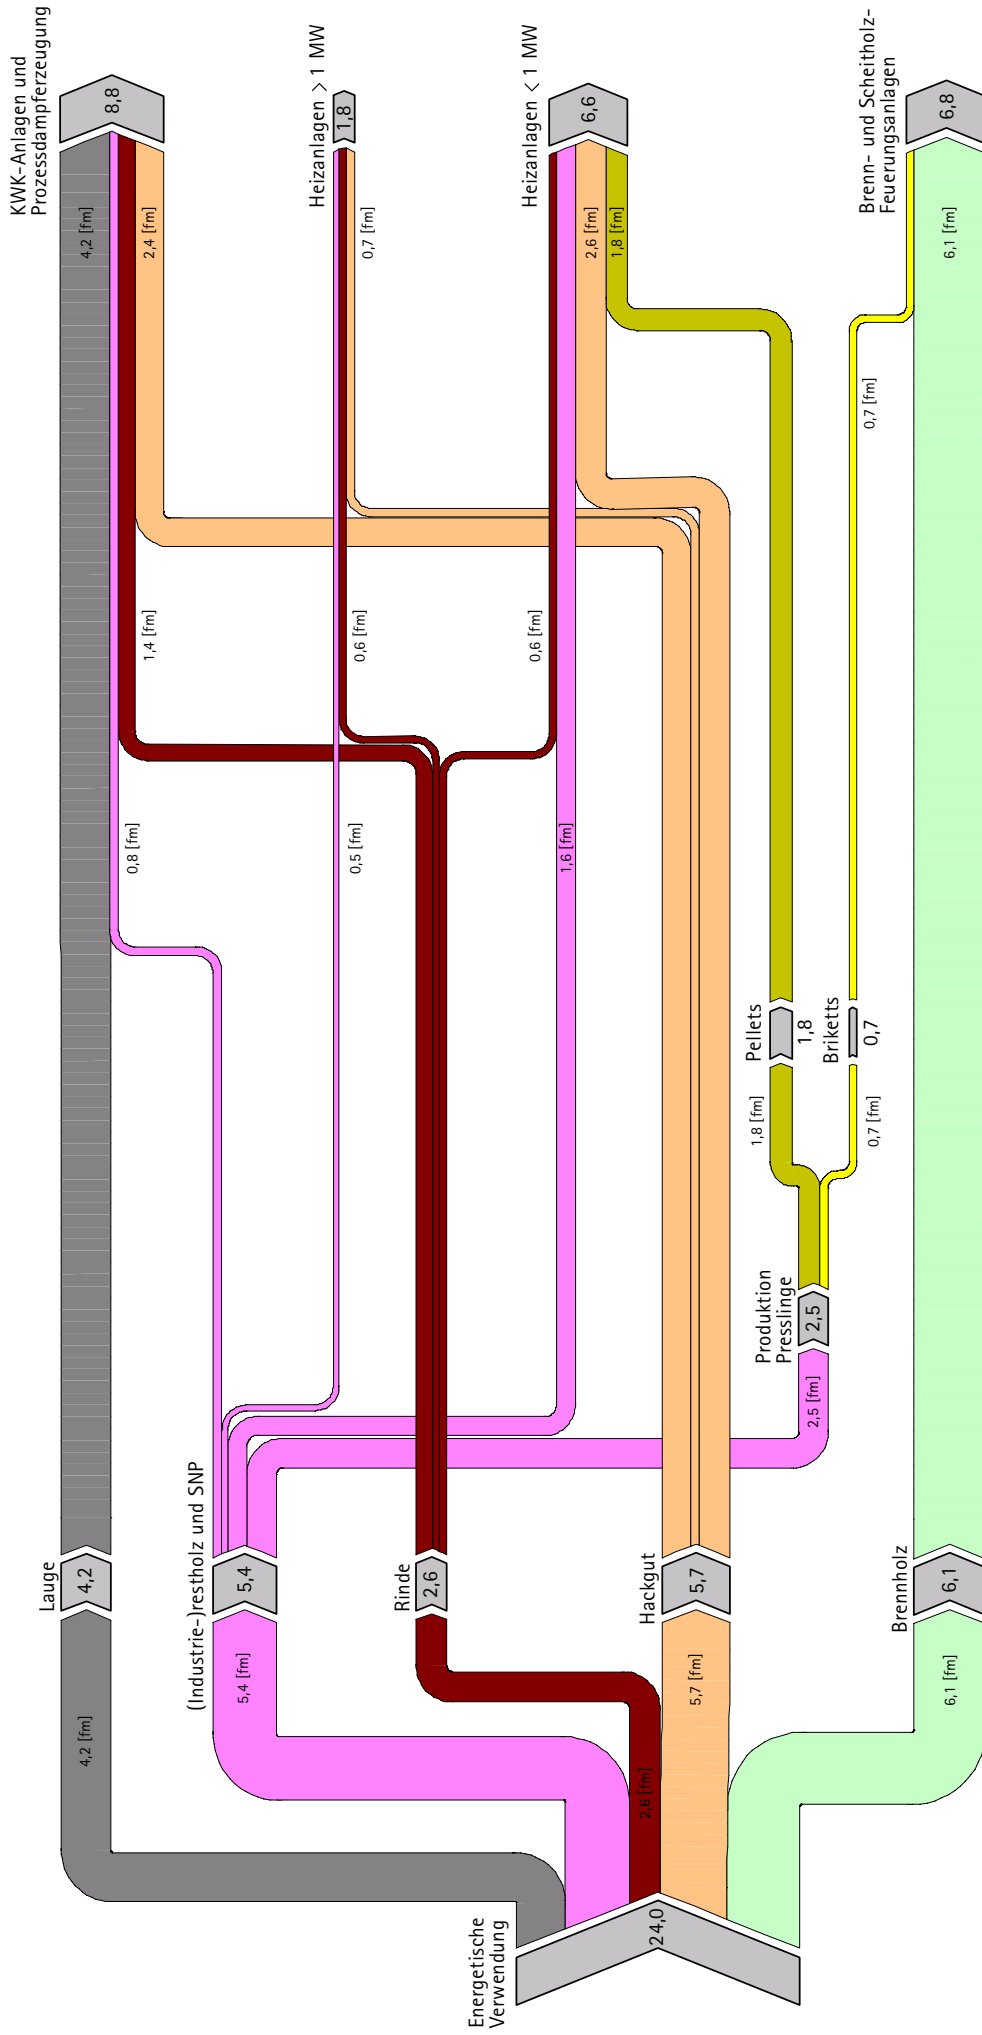 Energetische
Verwendung
24,0
4,2 [fm]
Lauge
4,2
4,2 [fm]
KWK-Anlagen und
Prozessdampferzeugung
8,8
5,4 [fm]
(Industrie-)restholz und SNP
5,4
0,8 [fm]
1,4 [fm]
2,4 [fm]
0,5 [fm]
0,6 [fm]
0,7 [fm]
Heizanlagen > 1 MW
1,8
2,6 [fm]
Rinde
2,6
1,6 [fm]
0,6 [fm]
2,6 [fm]
1,8 [fm]
Heizanlagen < 1 MW
6,6
5,7 [fm]
Hackgut
5,7
2,5 [fm]
Produktion
Presslinge
2,5
1,8 [fm]
Pellets
1,8
0,7 [fm]
Briketts
0,7
0,7 [fm]
6,1 [fm]
Brennholz
6,1
6,1 [fm]
Brenn- und Scheitholz-
Feuerungsanlagen
6,8